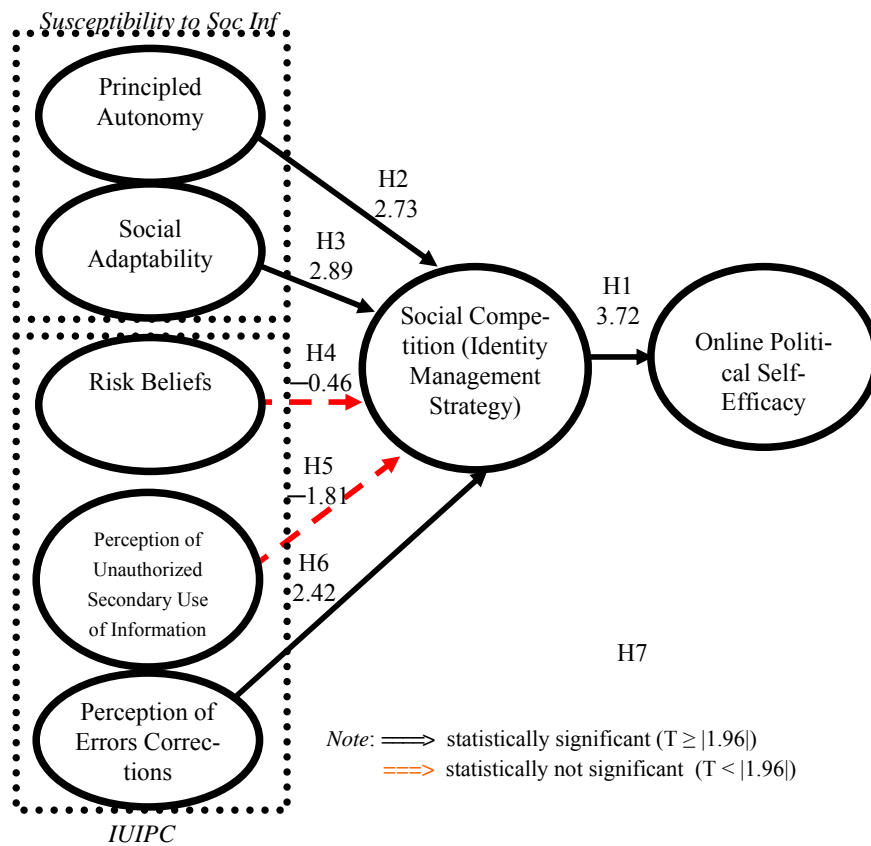 Susceptibility to Soc Inf
Principled
Autonomy
H2
2.73
Social
Adaptability
H3
2.89
H1
3.72
Social Compe-
tition (Identity
Management
Strategy)
Online Politi-
cal Self-
Efficacy
Risk Beliefs
H4
−0.46
H5
−1.81
Perception of
Unauthorized
Secondary Use
of Information
H6
2.42
H7
Perception of
Errors Correc-
tions
Note: ===> statistically significant (T ≥ |1.96|)
===> statistically not significant (T < |1.96|)
IUIPC